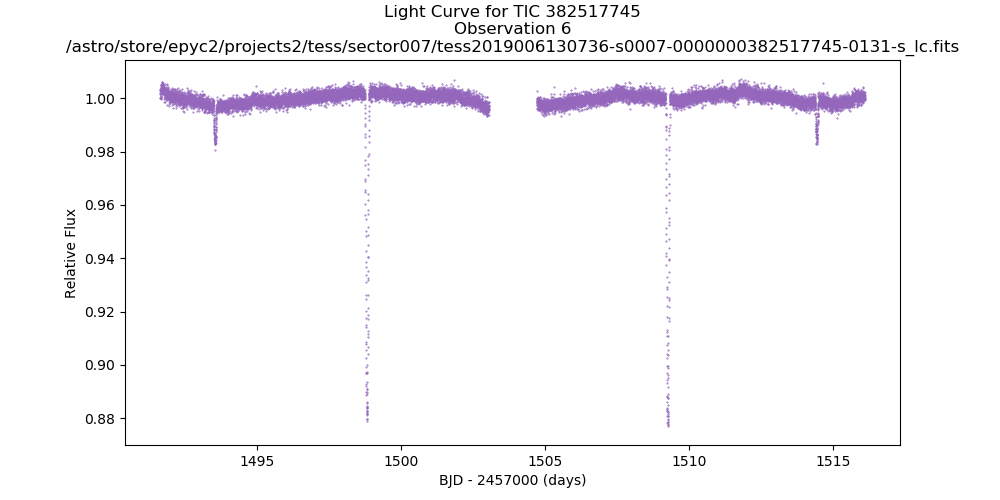 Light Curve for TIC 382517745
Observation 6
/astro/store/epyc2/projects2/tess/sector007/tess2019006130736-s0007-0000000382517745-0131-s_lc.fits
1.00
0.98
0.96
0.94
0.92
0.90
0.88
Relative Flux
1495
1500
1505
1510
1515
BJD - 2457000 (days)